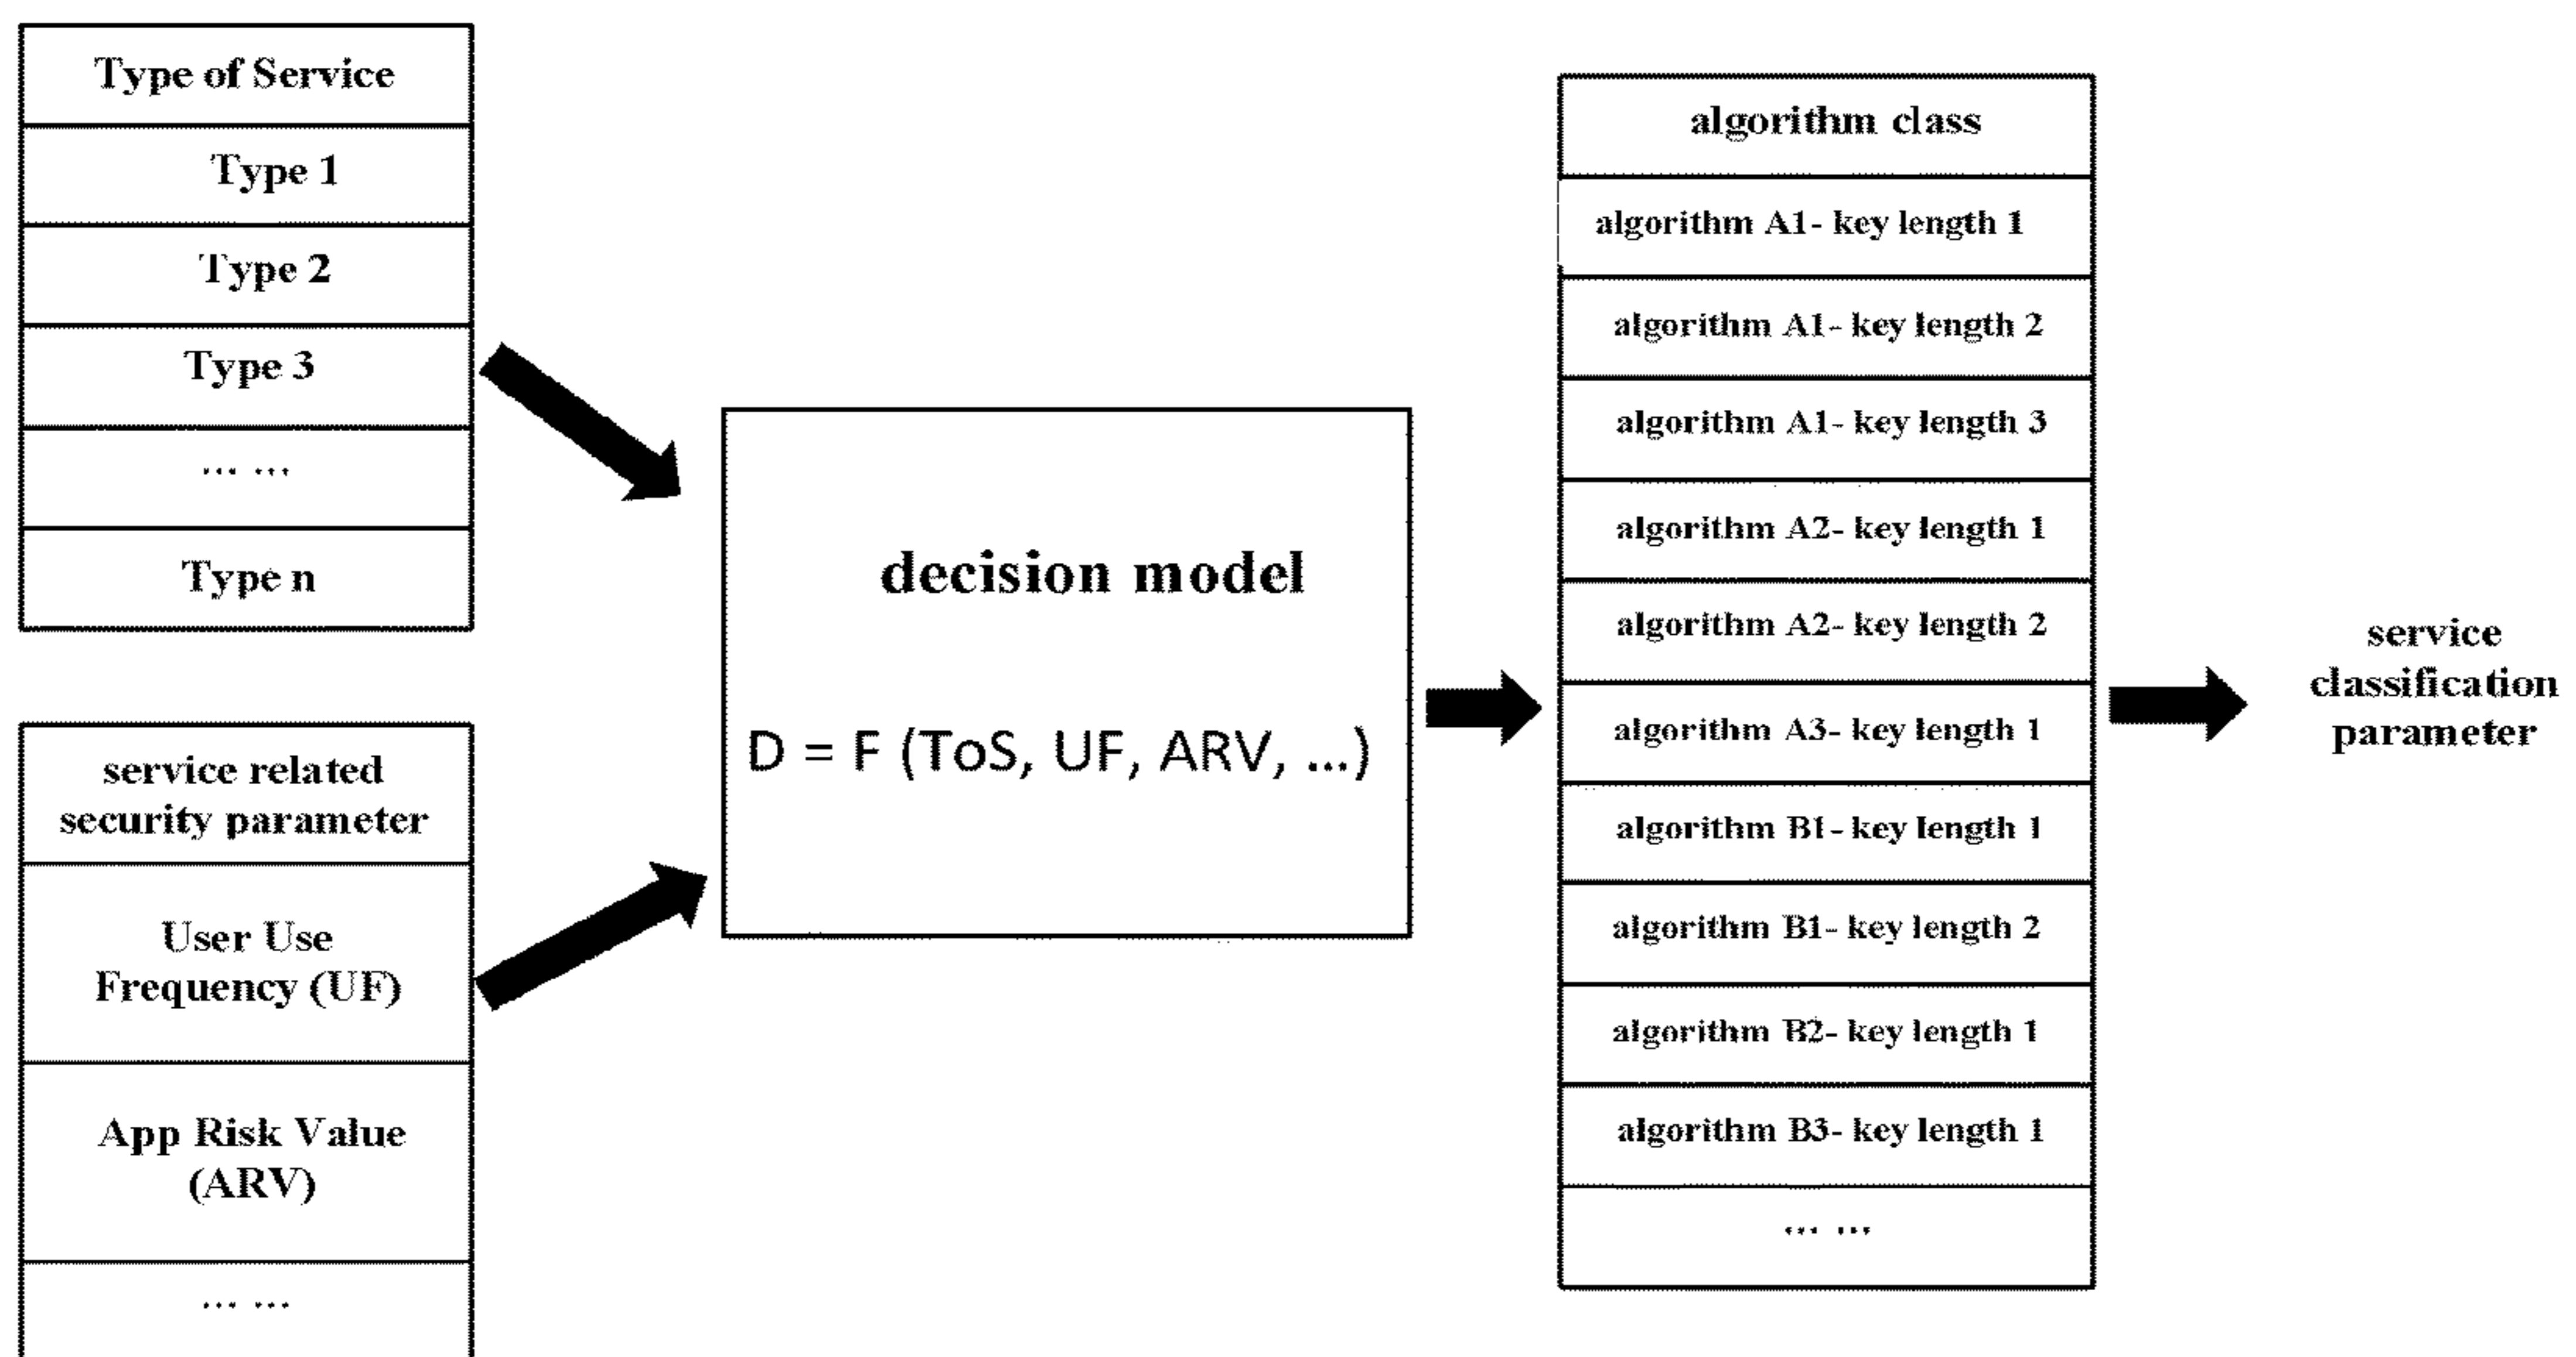 Type of Service
Type 1
Type 2
Type 3
... ...
Type n
service related
security parameter
User Use
Frequency (UF)
App Risk Value
(ARV)
... ...
decision model
D = F (ToS, UF, ARV, ...)
algorithm class
algorithm A1- key length 1
algorithm A1- key length 2
algorithm A1- key length 3
algorithm A2- key length 1
algorithm A2- key length 2
algorithm A3- key length 1
algorithm B1- key length 1
algorithm B1- key length 2
algorithm B2- key length 1
algorithm B3- key length 1
... ...
service
classification
parameter